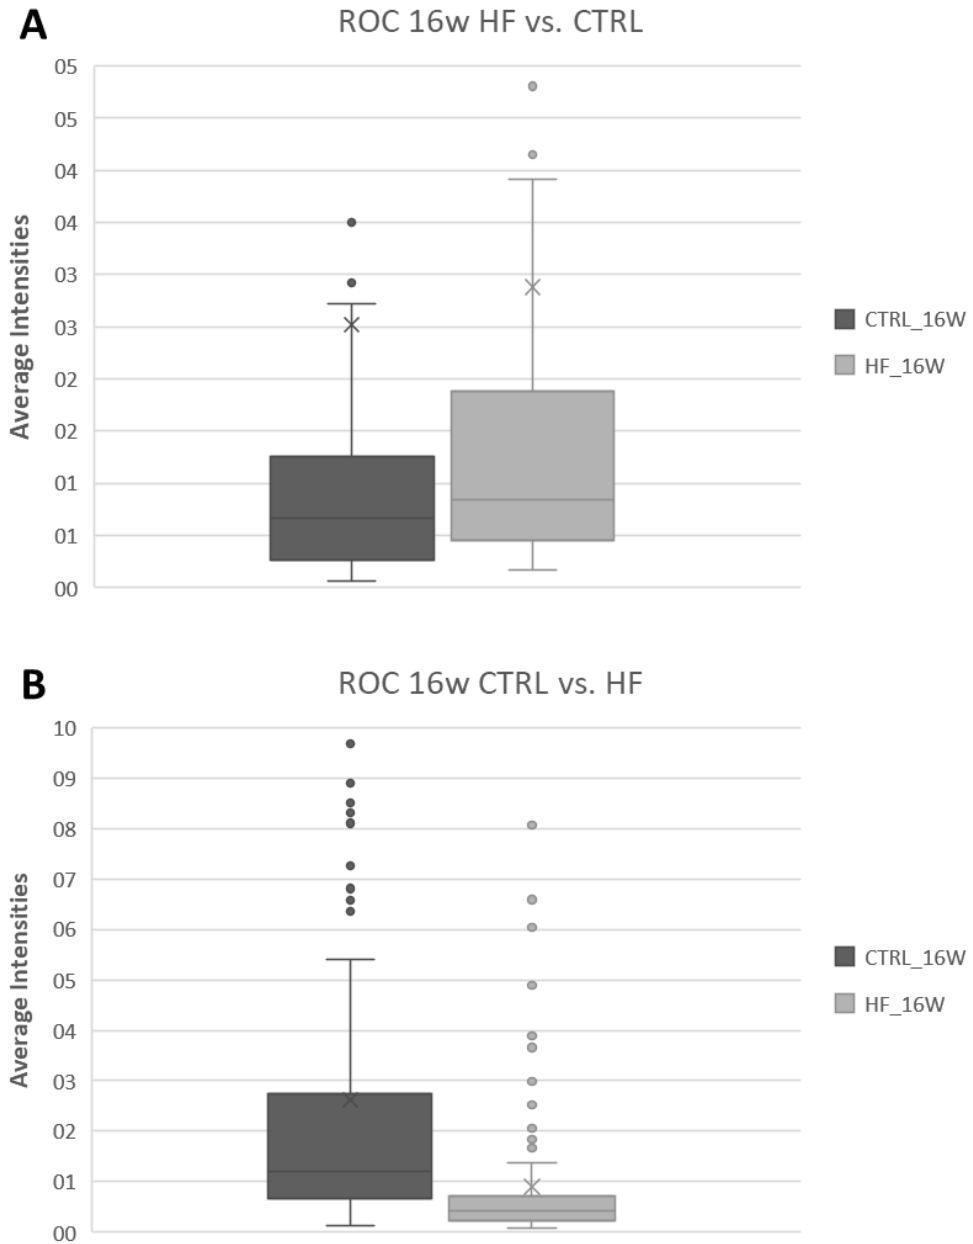 A
ROC 16w HF vs. CTRL
05
05
04
04
03
03
02
02
01
01
00
Average Intensities
CTRL_16W
HF_16W
B
ROC 16w CTRL vs. HF
10
09
08
07
06
05
04
03
02
01
00
Average Intensities
CTRL_16W
HF_16W